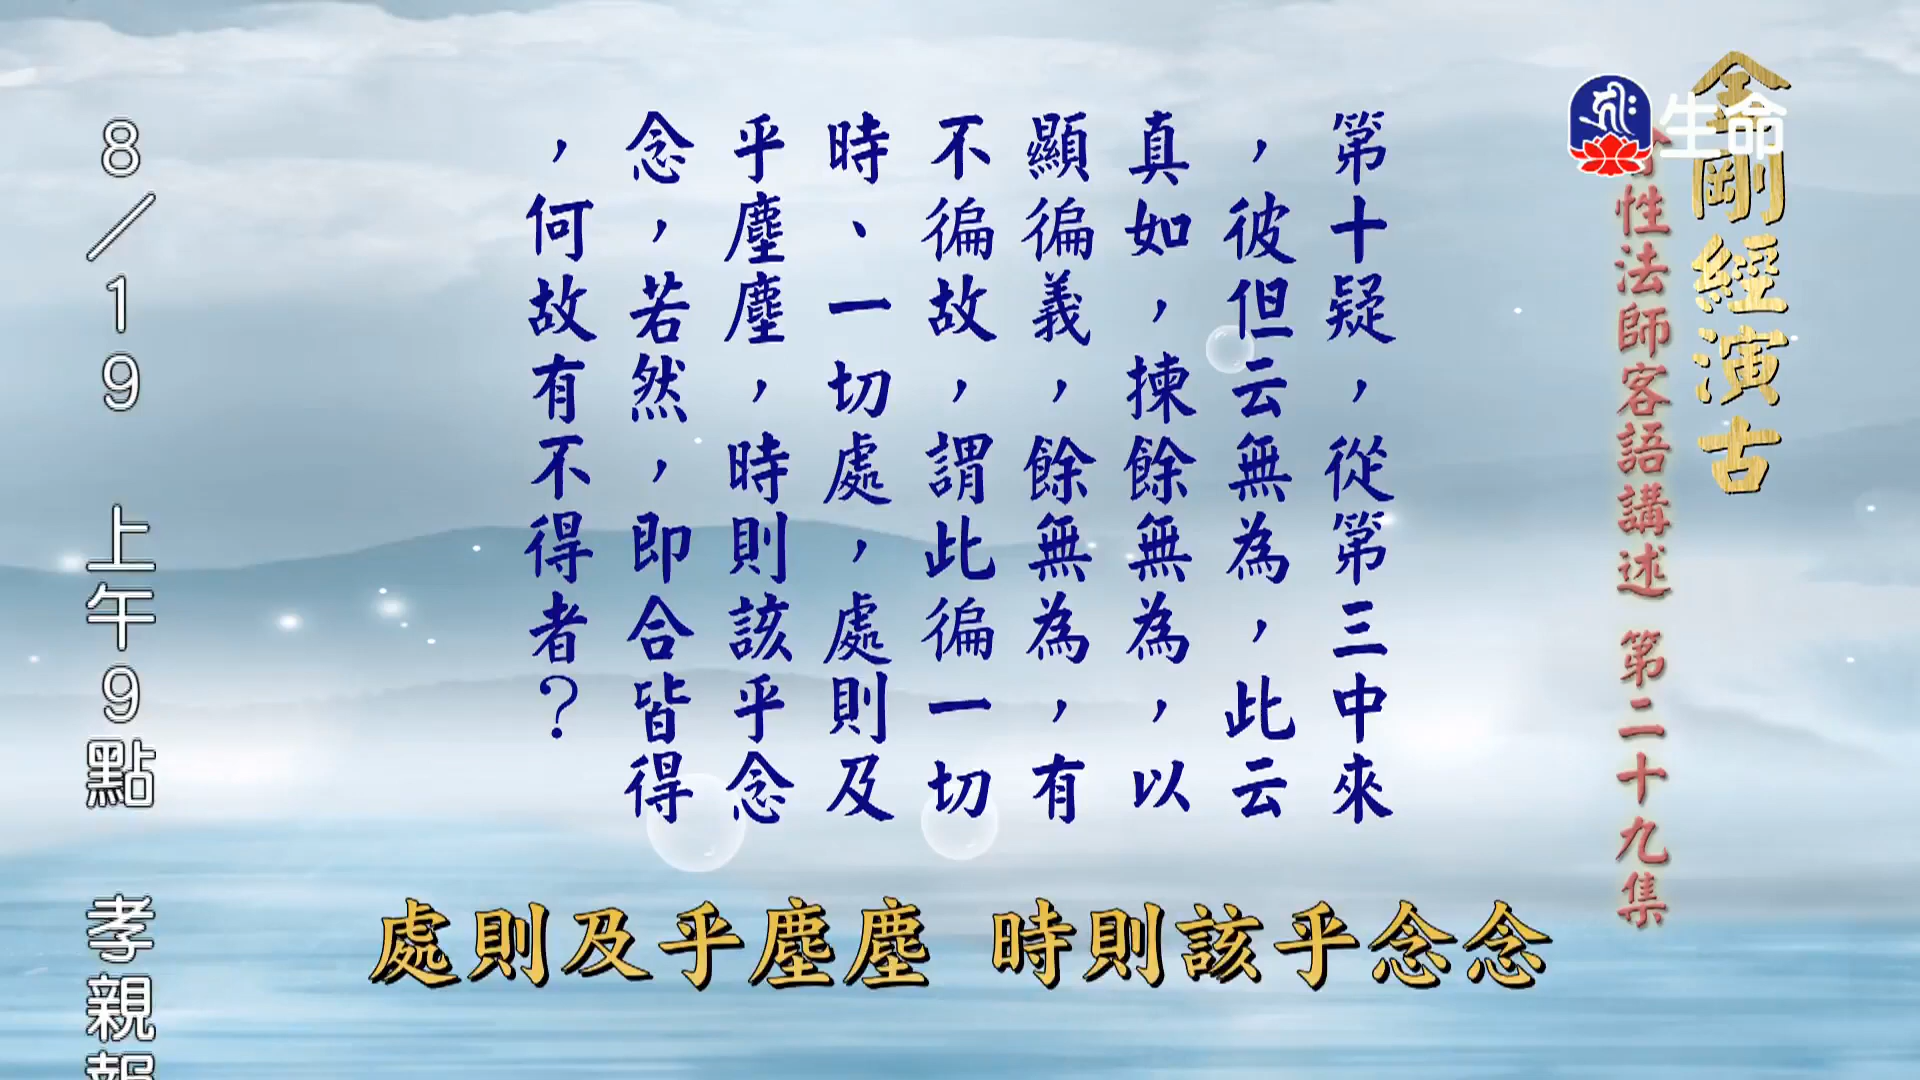 金剛經演古
性法師客語講述 第二十九集
生命
第十疑，從第三中來
，彼但云無為，此云
真如，揀餘無為，以
顯徧義，餘無為，有
不徧故，謂此徧一切
時、一切處，處則及
乎塵塵，時則該乎念
念，若然，即合皆得
，何故有不得者？
8／19 上午9點 孝親報
處則及乎塵塵 時則該乎念念